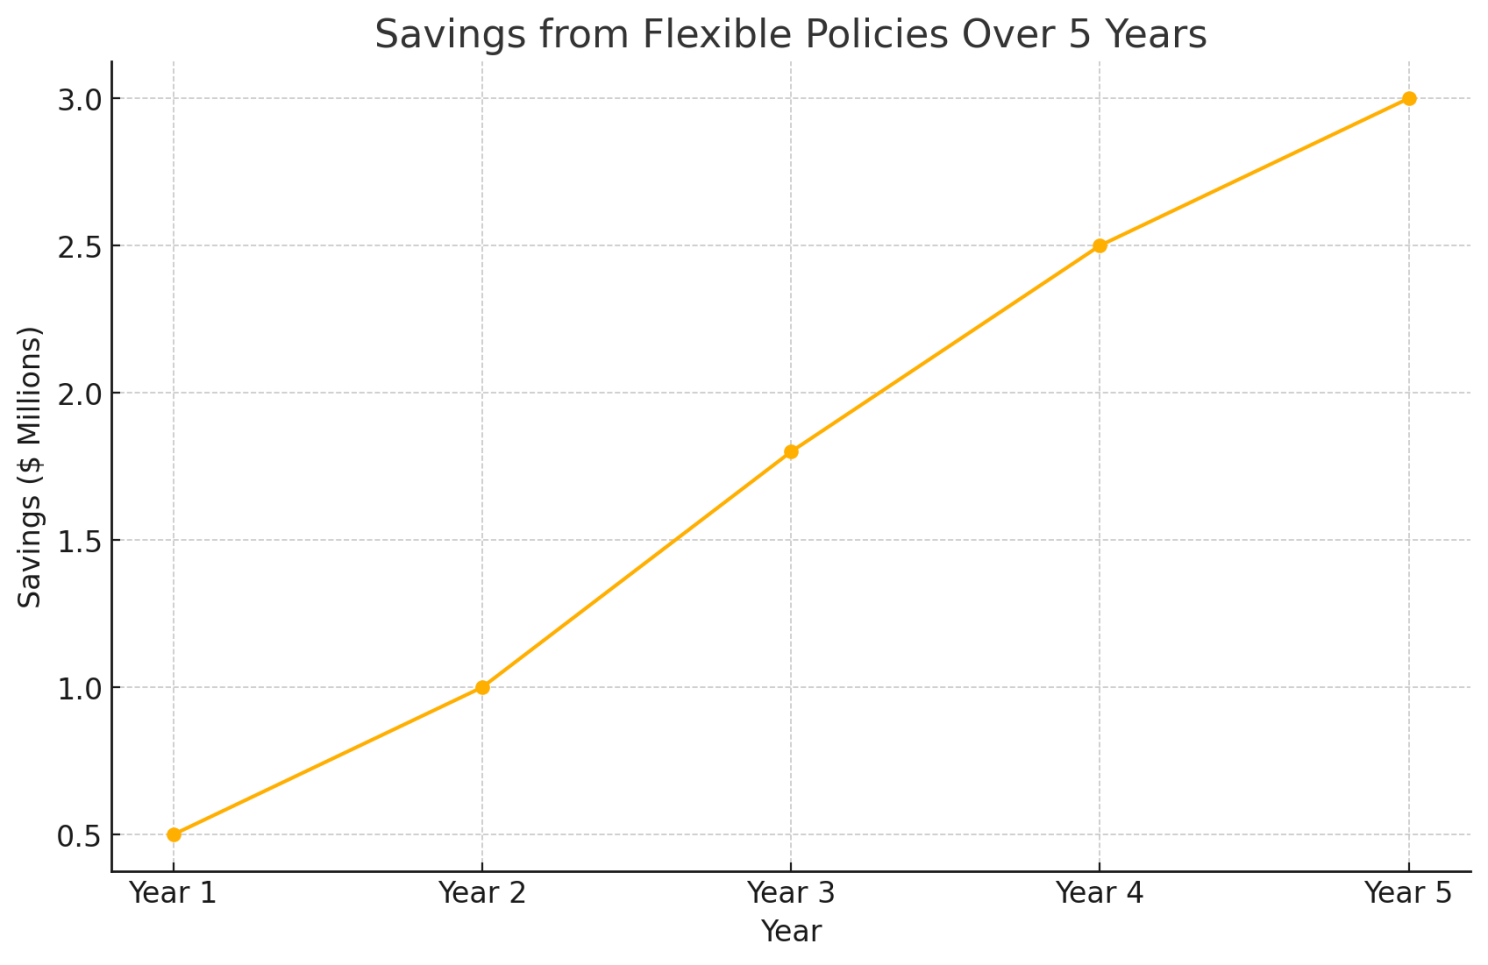 Savings from Flexible Policies Over 5 Years
3.0
2.5
2.0
1.5
1.0
0.5
Savings ($ Millions)
Year 1 Year 2 Year 3 Year 4 Year 5
Year